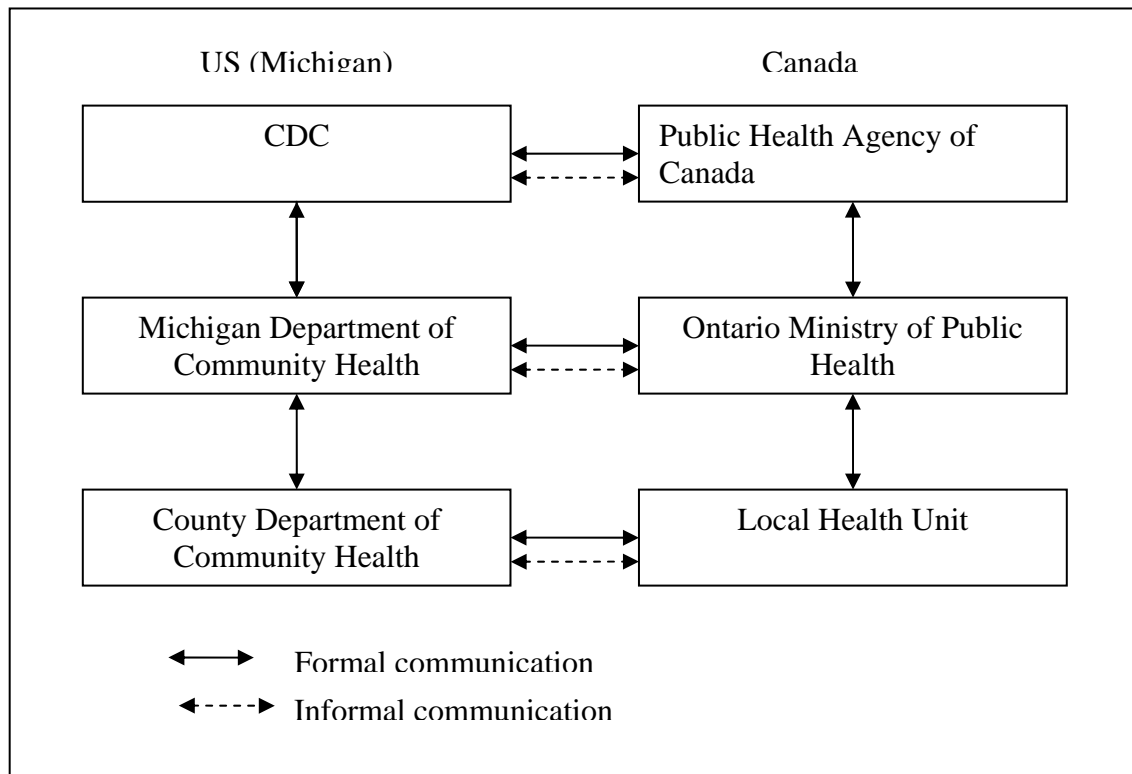 US (Michigan)
Canada
CDC
Public Health Agency of
Canada
Michigan Department of
Community Health
Ontario Ministry of Public
Health
County Department of
Community Health
Local Health Unit
Formal communication
Informal communication